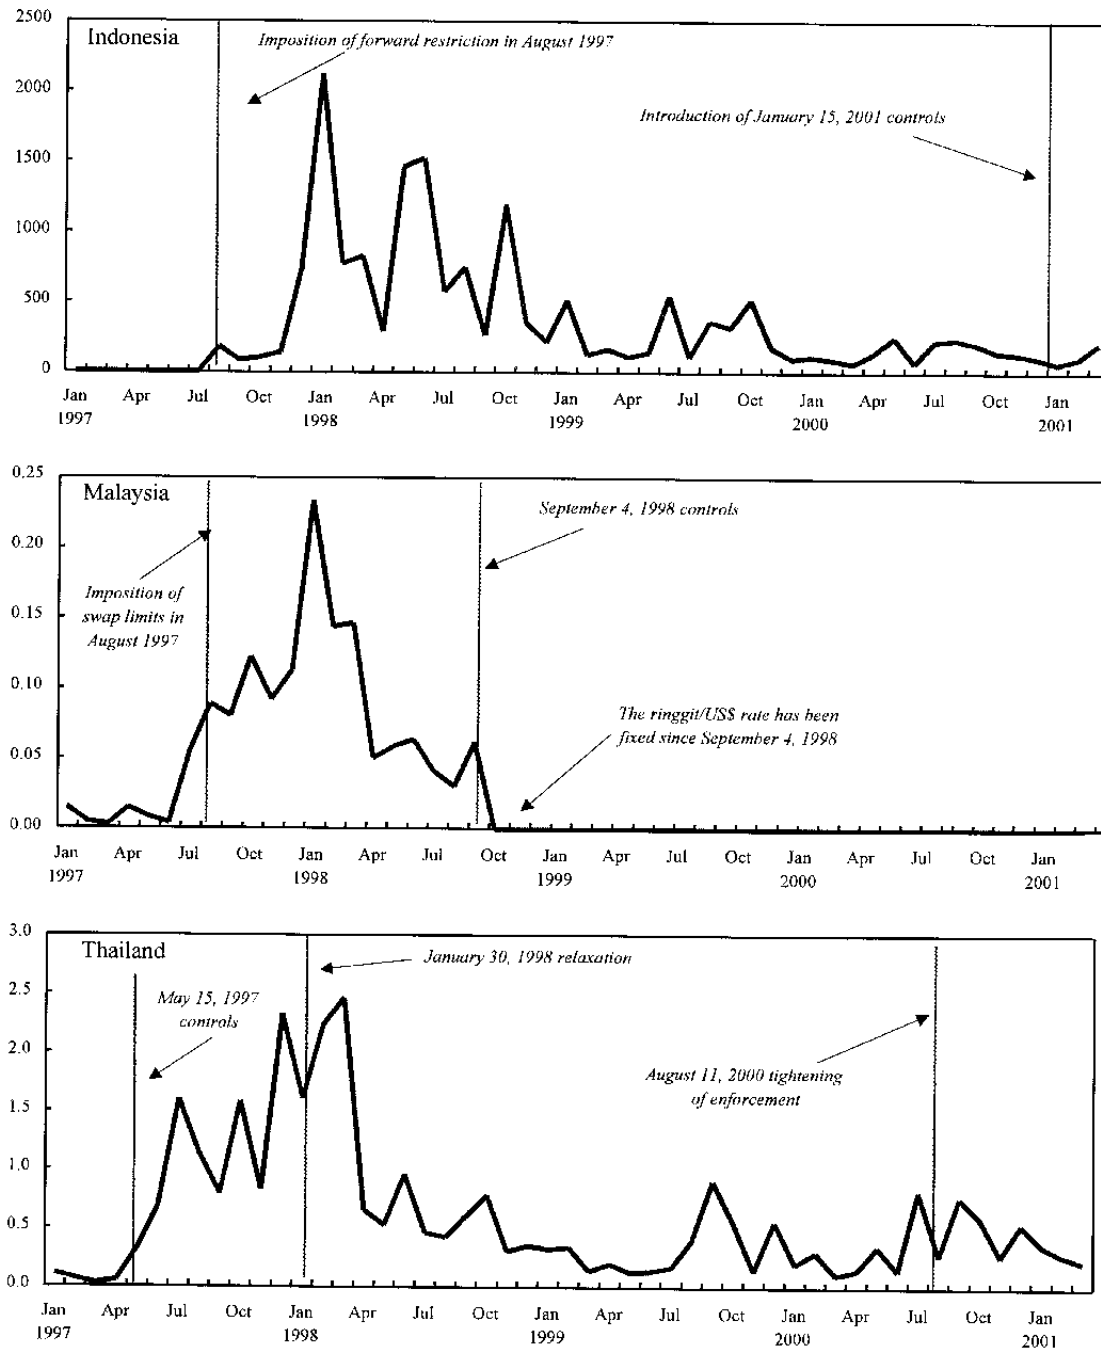 2500
Indonesia
Imposition of forward restriction in August 1997
2000
Introduction of January 15, 2001 controls
1500
1000
500
0
Jan Apr Jul Oct Jan Apr Jul Oct Jan Apr Jul Oct Jan Apr Jul Oct Jan
1997 1998 1999 2000 2001
0.25
Malaysia
September 4, 1998 controls
0.20
Imposition of
swap limits in
August 1997
0.15
0.10
The ringgit/US$ rate has been
fixed since September 4, 1998
0.05
0.00
Jan Apr Jul Oct Jan Apr Jul Oct Jan Apr Jul Oct Jan Apr Jul Oct Jan
1997 1998 1999 2000 2001
3.0
Thailand
January 30, 1998 relaxation
2.5
May 15, 1997
controls
2.0
August 11, 2000 tightening
of enforcement
1.5
1.0
0.5
0.0
Jan Apr Jul Oct Jan Apr Jul Oct Jan Apr Jul Oct Jan Apr Jul Oct Jan
1997 1998 1999 2000 2001